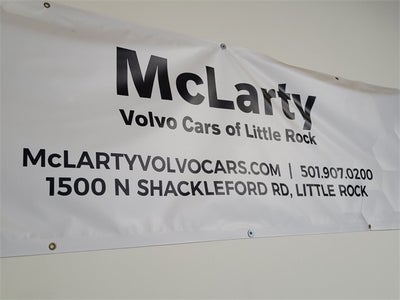 McLarty
Volvo Cars of Little Rock
McLARTYVOLVOCARS.COM | 501.907.0200
1500 N SHACKLEFORD RD, LITTLE ROCK